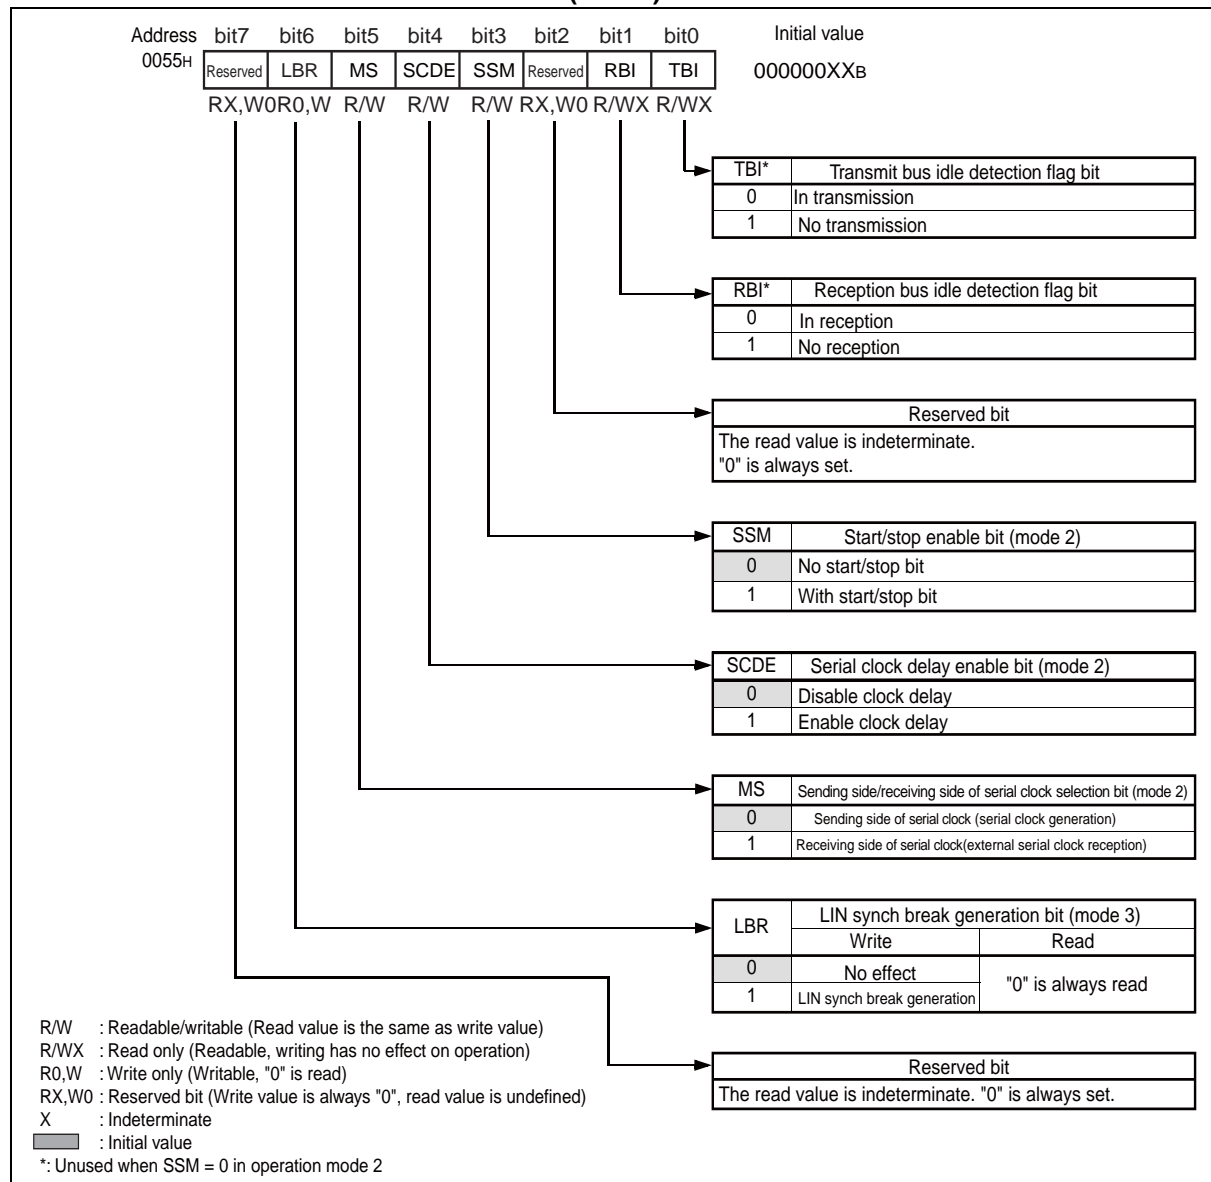 Address bit7 bit6 bit5 bit4 bit3 bit2 bit1 bit0 Initial value
0055H Reserved LBR MS SCDE SSM Reserved RBI TBI 000000XXB
RX,W0 R0,W R/W R/W R/W RX,W0 R/WX R/WX
TBI* Transmit bus idle detection flag bit
0 In transmission
1 No transmission
RBI* Reception bus idle detection flag bit
0 In reception
1 No reception
Reserved bit
The read value is indeterminate.
"0" is always set.
SSM Start/stop enable bit (mode 2)
0 No start/stop bit
1 With start/stop bit
SCDE Serial clock delay enable bit (mode 2)
0 Disable clock delay
1 Enable clock delay
MS Sending side/receiving side of serial clock selection bit (mode 2)
0 Sending side of serial clock (serial clock generation)
1 Receiving side of serial clock(external serial clock reception)
LBR LIN synch break generation bit (mode 3)
Write Read
0 No effect "0" is always read
1 LIN synch break generation
Reserved bit
The read value is indeterminate. "0" is always set.
R/W : Readable/writable (Read value is the same as write value)
R/WX : Read only (Readable, writing has no effect on operation)
R0,W : Write only (Writable, "0" is read)
RX,W0 : Reserved bit (Write value is always "0", read value is undefined)
X : Indeterminate
: Initial value
*: Unused when SSM = 0 in operation mode 2